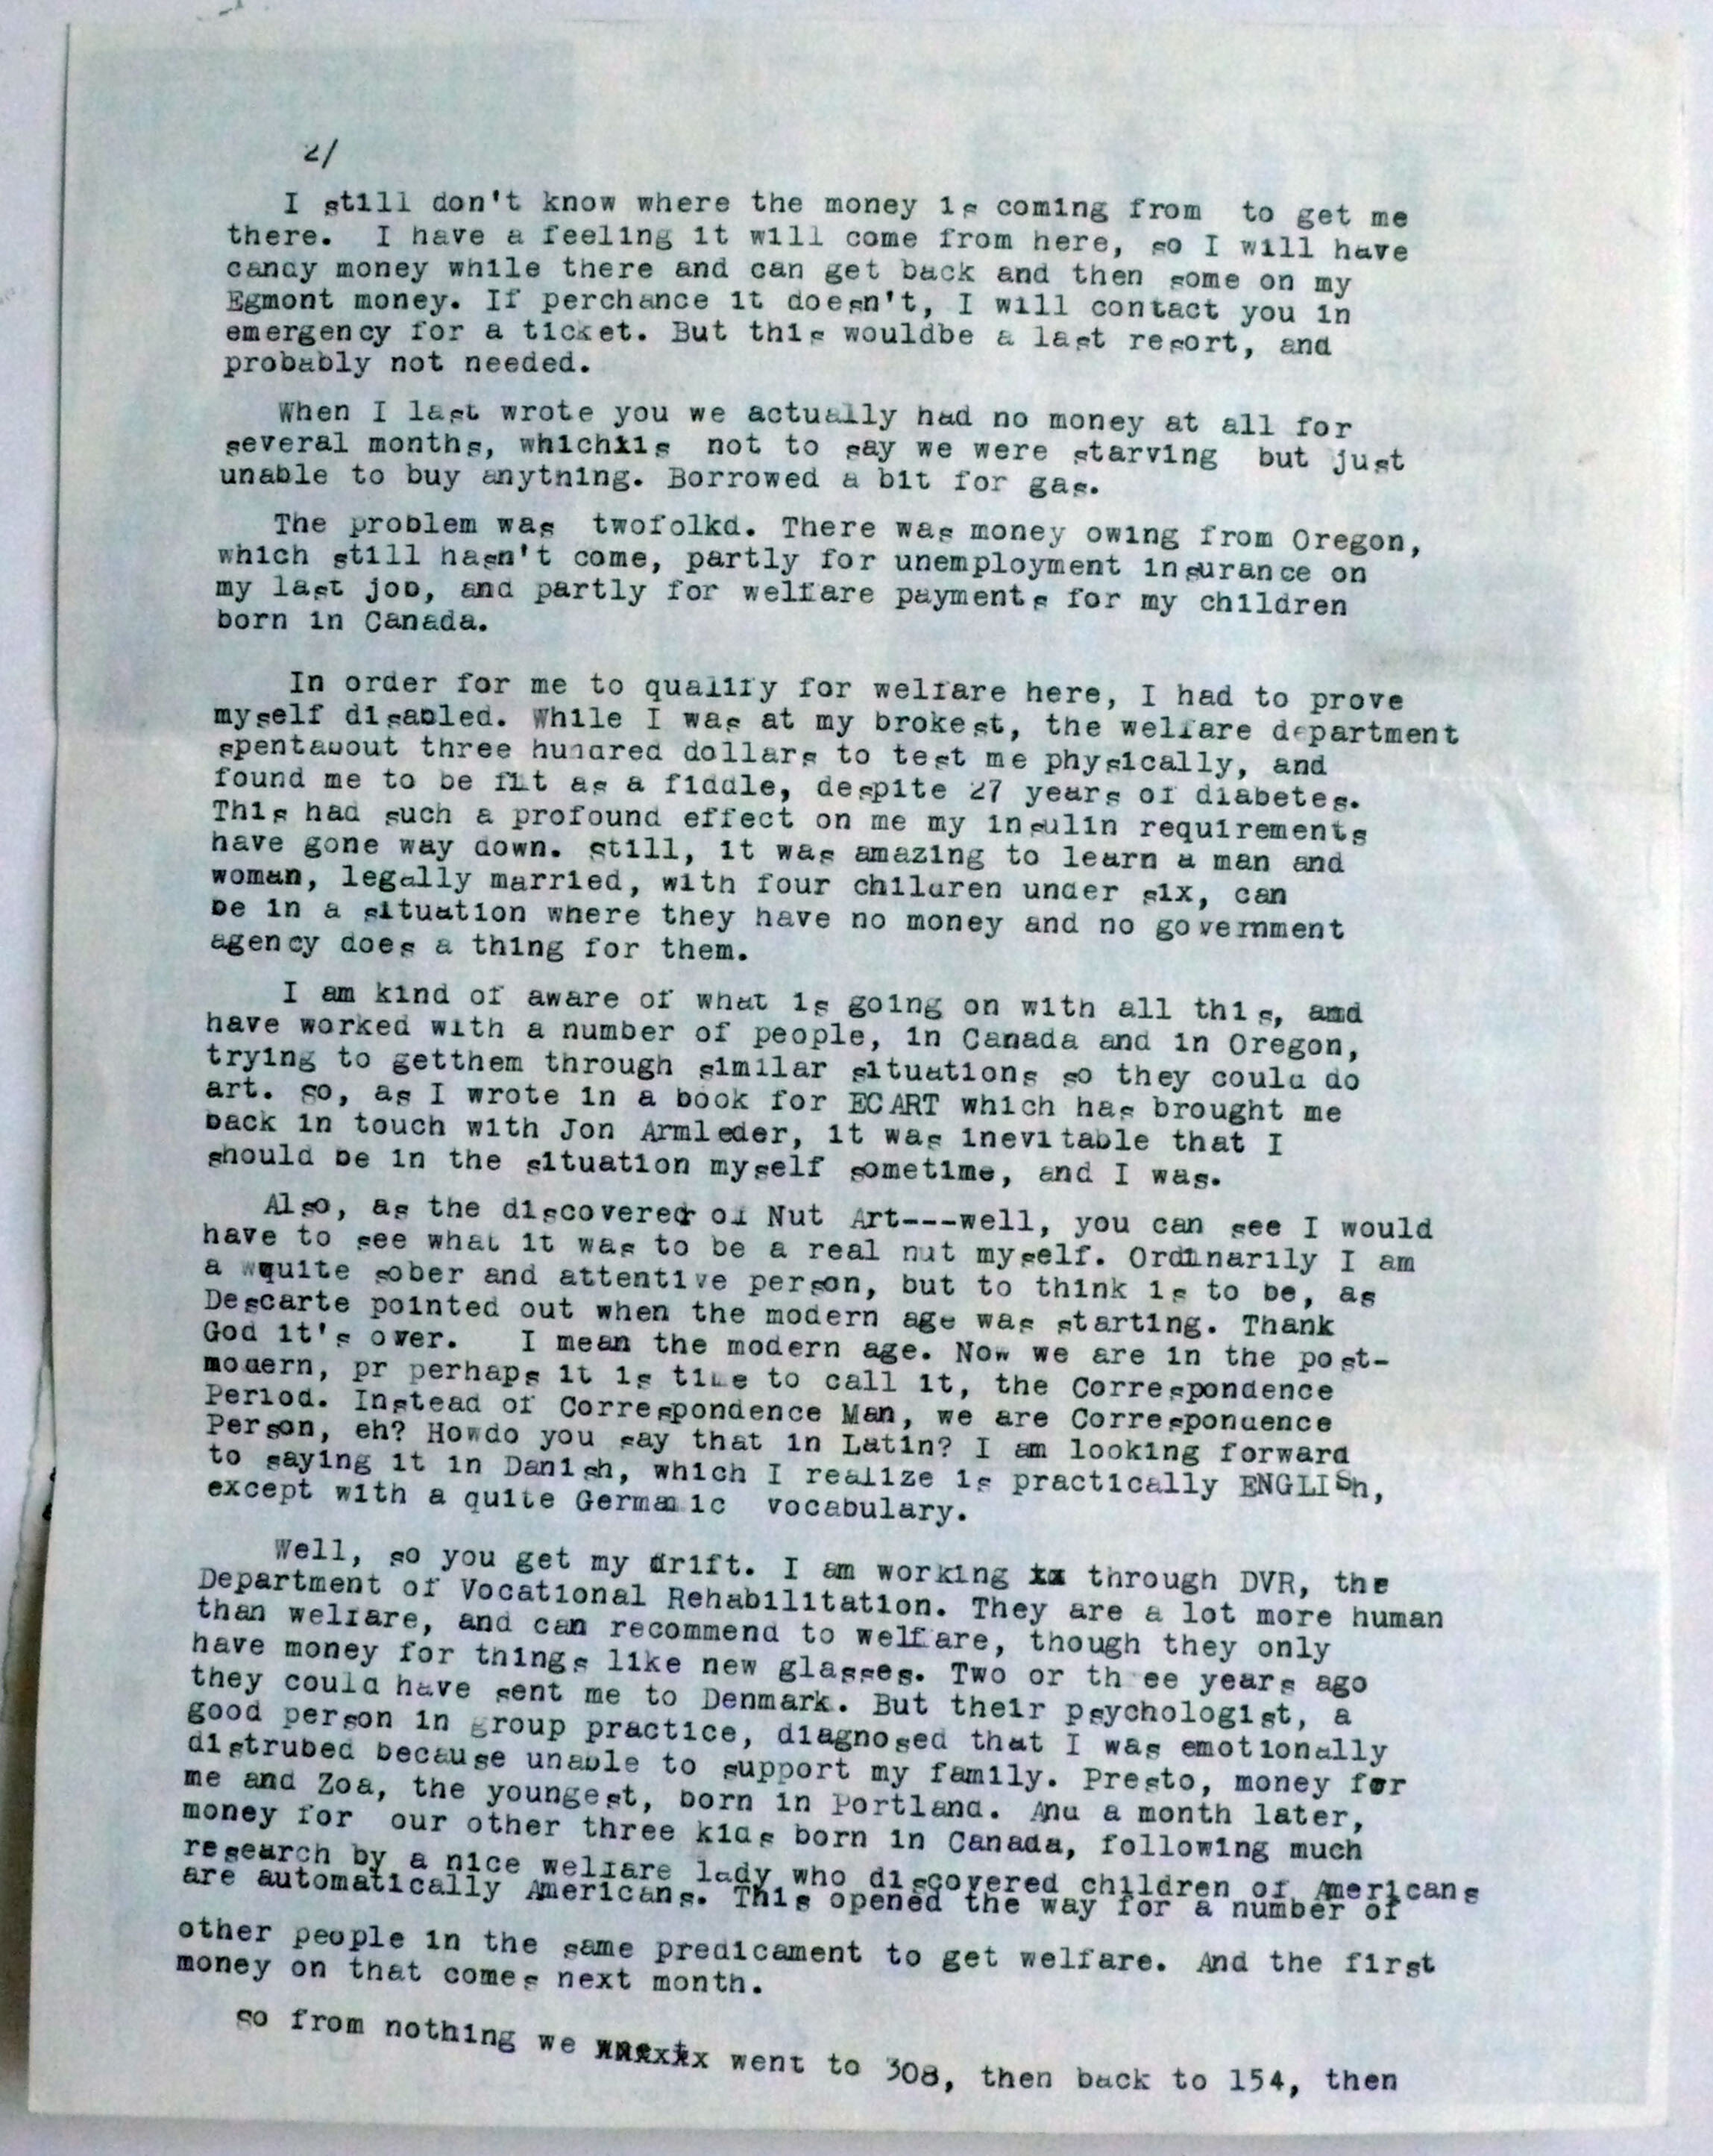 2/
I still don't know where the money is coming from to get me
there. I have a feeling it will come from here, so I will have
candy money while there and can get back and then some on my
Egmont money. If perchance it doesn't, I will contact you in
emergency for a ticket. But this wouldbe a last resort, and
probably not needed.
When I last wrote you we actually had no money at all for
several months, whichiis not to say we were starving but just
unable to buy anything. Borrowed a bit for gas.
The problem was twofolkd. There was money owing from Oregon,
which still hasn't come, partly for unemployment insurance on
my last job, and partly for welfare payments for my children
born in Canada.
In order for me to qualify for welfare here, I had to prove
myself disabled. While I was at my brokest, the welfare department
spentabout three hundred dollars to test me physically, and
found me to be fit as a fiddle, despite 27 years of diabetes.
This had such a profound effect on me my insulin requirements
have gone way down. still, it was amazing to learn a man and
woman, legally married, with four children under six, can
be in a situation where they have no money and no government
agency does a thing for them.
I am kind of aware of what is going on with all this, and
have worked with a number of people, in Canada and in Oregon,
trying to getthem through similar situations so they could do
art. so, as I wrote in a book for ECART which has brought me
back in touch with Jon Armleder, it was inevitable that I
should be in the situation myself sometime, and I was.
Also, as the discoverer of Nut Art---well, you can see I would
have to see what it was to be a real nut myself. Ordinarily I am
a quite sober and attentive person, but to think is to be, as
Descarte pointed out when the modern age was starting. Thank
God it's over. I mean the modern age. Now we are in the post-
modern, pr perhaps it is time to call it, the Correspondence
Period. Instead of Correspondence Man, we are Correspondence
Person, eh? Howdo you say that in Latin? I am looking forward
to saying it in Danish, which I realize is practically ENGLISh,
except with a quite Germanic vocabulary.
Well, so you get my drift. I am working through DVR, the
Department of Vocational Rehabilitation. They are a lot more human
than welfare, and can recommend to welfare, though they only
have money for things like new glasses. Two or th ee years ago
they could have sent me to Denmark. But their psychologist, a
good person in group practice, diagnosed that I was emotionally
distrubed because unable to support my family. Presto, money for
me and Zoa, the youngest, born in Portland. And a month later,
money for our other three kids born in Canada, following much
research by a nice welfare lady who discovered children of Americans
are automatically Americans. This opened the way for a number of
other people in the same predicament to get welfare. And the first
money on that comes next month.
so from nothing we went to 308, then back to 154, then